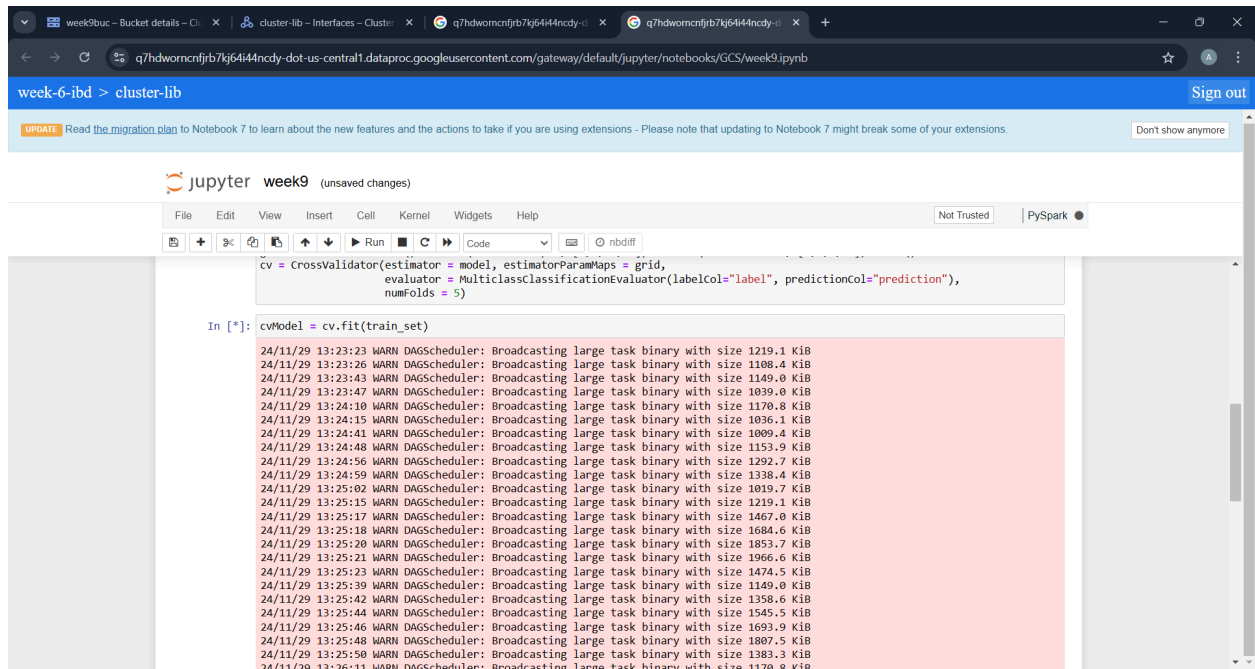 week9buc – Bucket details – Cl
cluster-lib – Interfaces – Cluster
q7hdworncnfjrb7kj64i44ncdy-d
q7hdworncnfjrb7kj64i44ncdy-d
q7hdworncnfjrb7kj64i44ncdy-dot-us-central1.dataproc.googleusercontent.com/gateway/default/jupyter/notebooks/GCS/week9.ipynb
A
week-6-ibd > cluster-lib
Sign out
UPDATE Read the migration plan to Notebook 7 to learn about the new features and the actions to take if you are using extensions - Please note that updating to Notebook 7 might break some of your extensions.
Don't show anymore
jupyter week9 (unsaved changes)
File Edit View Insert Cell Kernel Widgets Help
Not Trusted
PySpark
Run
Code
nbdiff
cv = CrossValidator(estimator = model, estimatorParamMaps = grid,
evaluator = MulticlassClassificationEvaluator(labelCol="label", predictionCol="prediction"),
numFolds = 5)
In [*]: cvModel = cv.fit(train_set)
24/11/29 13:23:23 WARN DAGScheduler: Broadcasting large task binary with size 1219.1 KiB
24/11/29 13:23:26 WARN DAGScheduler: Broadcasting large task binary with size 1108.4 KiB
24/11/29 13:23:43 WARN DAGScheduler: Broadcasting large task binary with size 1149.0 KiB
24/11/29 13:23:47 WARN DAGScheduler: Broadcasting large task binary with size 1039.0 KiB
24/11/29 13:24:10 WARN DAGScheduler: Broadcasting large task binary with size 1170.8 KiB
24/11/29 13:24:15 WARN DAGScheduler: Broadcasting large task binary with size 1036.1 KiB
24/11/29 13:24:41 WARN DAGScheduler: Broadcasting large task binary with size 1009.4 KiB
24/11/29 13:24:48 WARN DAGScheduler: Broadcasting large task binary with size 1153.9 KiB
24/11/29 13:24:56 WARN DAGScheduler: Broadcasting large task binary with size 1292.7 KiB
24/11/29 13:24:59 WARN DAGScheduler: Broadcasting large task binary with size 1338.4 KiB
24/11/29 13:25:02 WARN DAGScheduler: Broadcasting large task binary with size 1019.7 KiB
24/11/29 13:25:15 WARN DAGScheduler: Broadcasting large task binary with size 1219.1 KiB
24/11/29 13:25:17 WARN DAGScheduler: Broadcasting large task binary with size 1467.0 KiB
24/11/29 13:25:18 WARN DAGScheduler: Broadcasting large task binary with size 1684.6 KiB
24/11/29 13:25:20 WARN DAGScheduler: Broadcasting large task binary with size 1853.7 KiB
24/11/29 13:25:21 WARN DAGScheduler: Broadcasting large task binary with size 1966.6 KiB
24/11/29 13:25:23 WARN DAGScheduler: Broadcasting large task binary with size 1474.5 KiB
24/11/29 13:25:39 WARN DAGScheduler: Broadcasting large task binary with size 1149.0 KiB
24/11/29 13:25:42 WARN DAGScheduler: Broadcasting large task binary with size 1358.6 KiB
24/11/29 13:25:44 WARN DAGScheduler: Broadcasting large task binary with size 1545.5 KiB
24/11/29 13:25:46 WARN DAGScheduler: Broadcasting large task binary with size 1693.9 KiB
24/11/29 13:25:48 WARN DAGScheduler: Broadcasting large task binary with size 1807.5 KiB
24/11/29 13:25:50 WARN DAGScheduler: Broadcasting large task binary with size 1383.3 KiB
24/11/29 13:26:11 WARN DAGScheduler: Broadcasting large task binary with size 1170.8 KiB